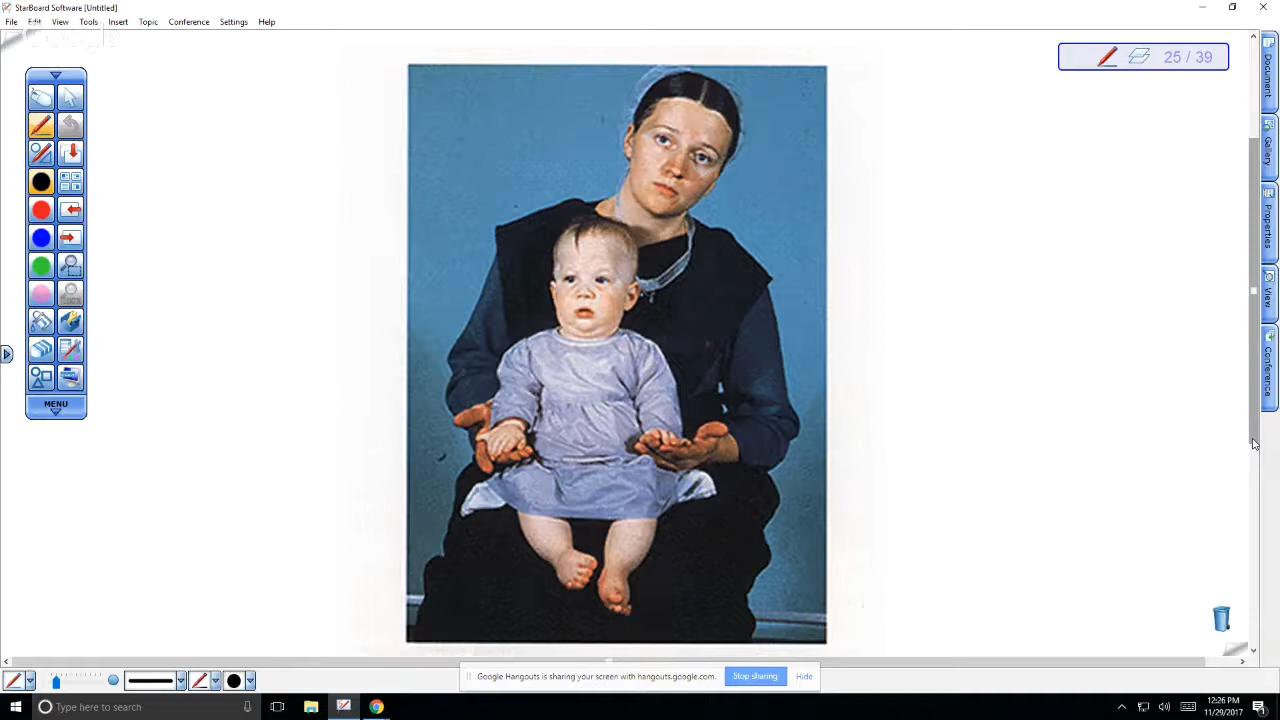 StarBoard Software [Untitled]
File Edit View Tools Insert Topic Conference Settings Help
25 / 39
Document
Gallery
Properties
View
Conference
MENU
Google Hangouts is sharing your screen with hangouts.google.com.
Stop sharing
Hide
Type here to search
12:26 PM
11/29/2017